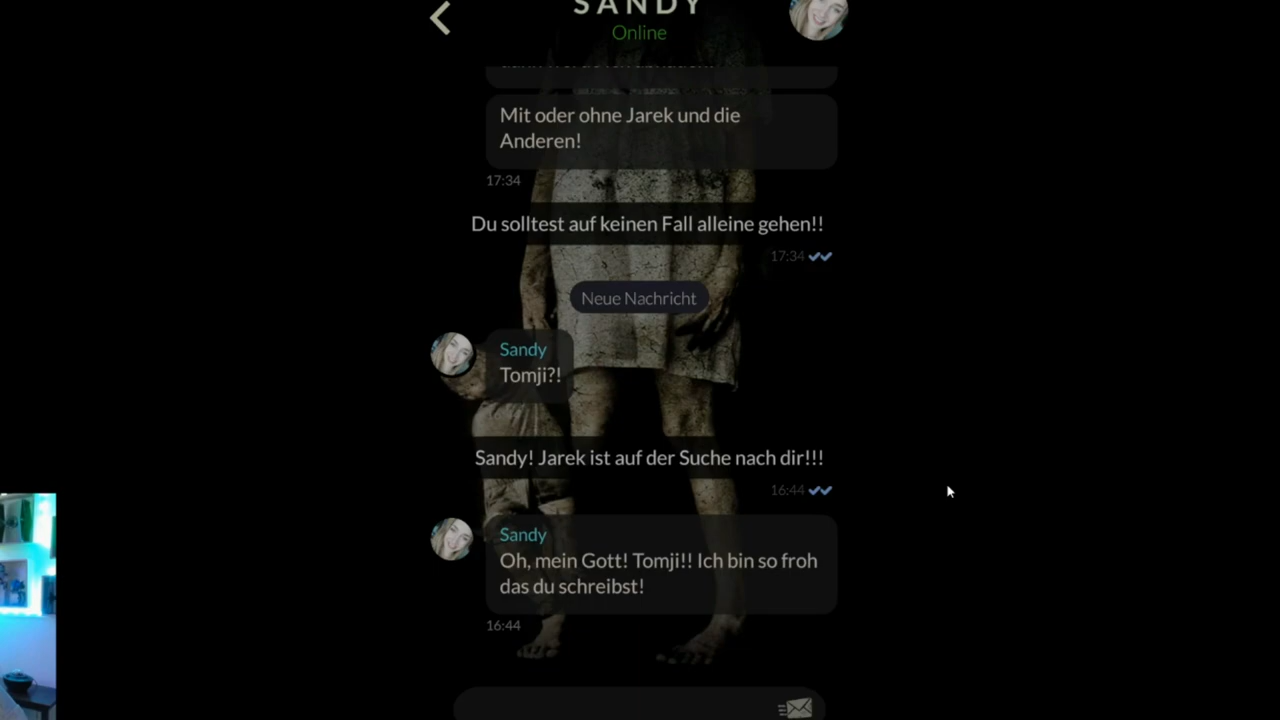 SANDY
Online
Mit oder ohne Jarek und die
Anderen!
17:34
Du solltest auf keinen Fall alleine gehen!!
17:34
Neue Nachricht
Sandy
Tomji?!
Sandy! Jarek ist auf der Suche nach dir!!!
16:44
Sandy
Oh, mein Gott! Tomji!! Ich bin so froh
das du schreibst!
16:44